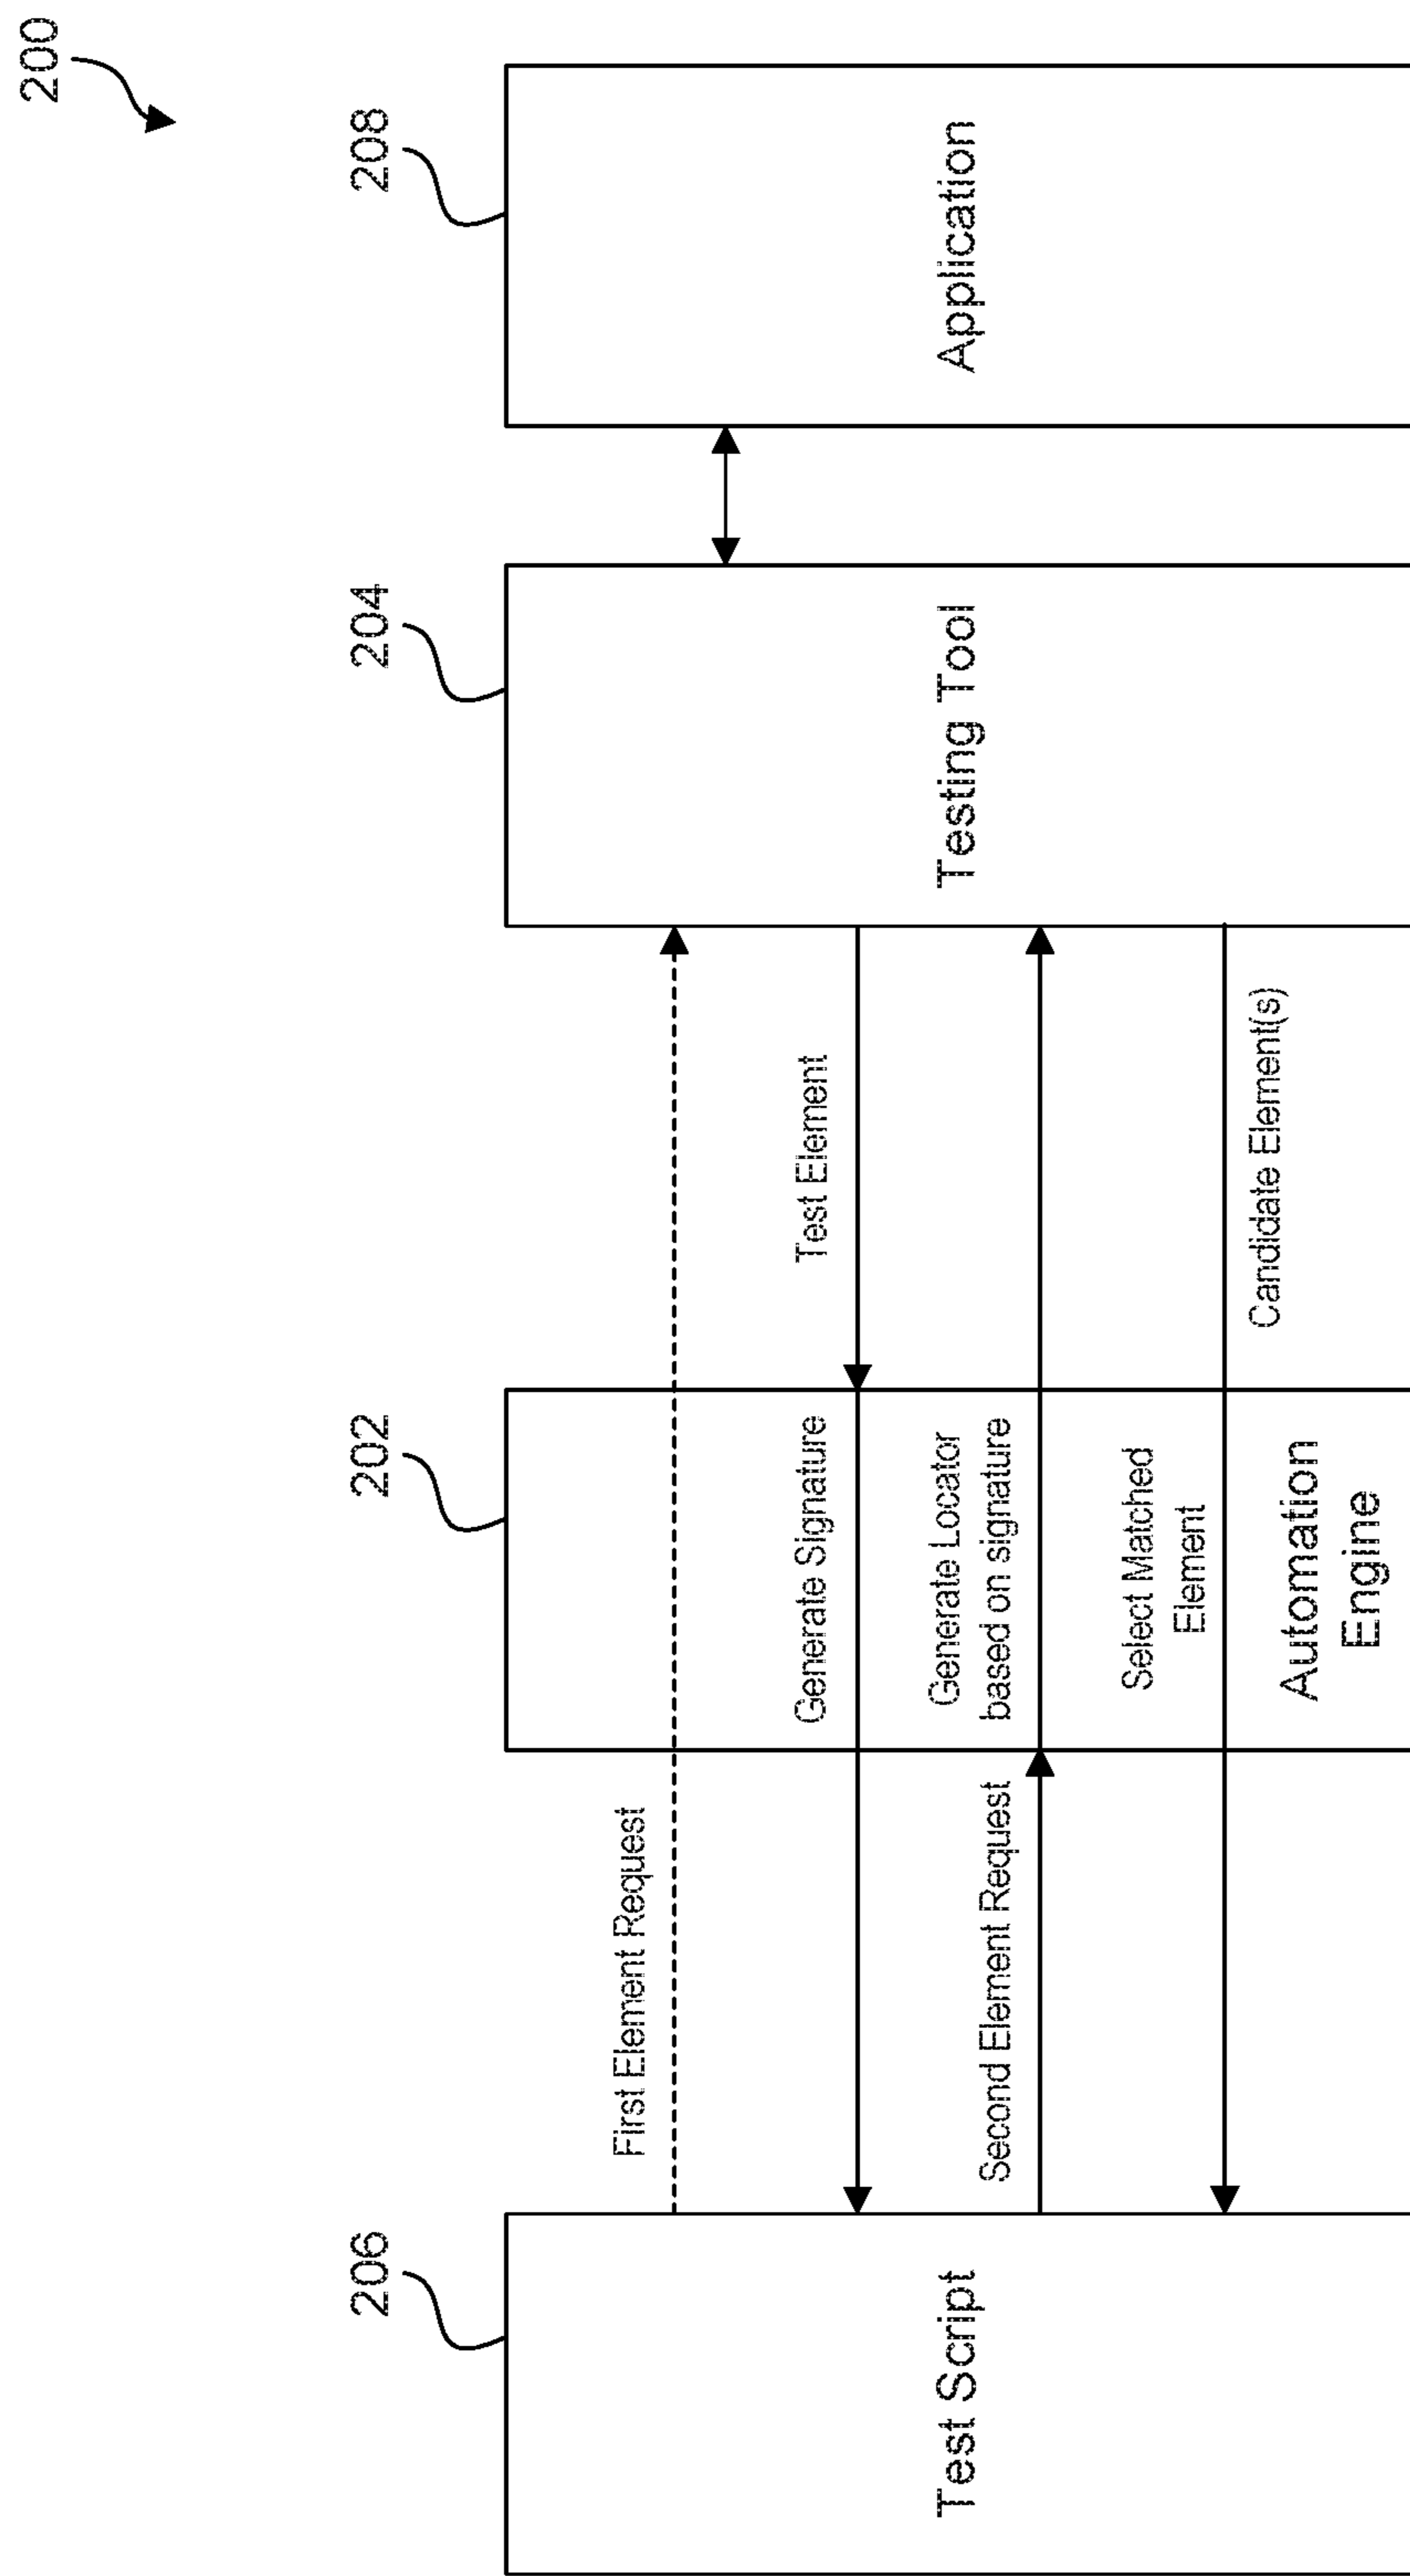 200
206
202
204
208
First Element Request
Test Element
Generate Signature
Second Element Request
Generate Locator
based on signature
Select Matched
Element
Candidate Element(s)
Test Script
Automation
Engine
Testing Tool
Application